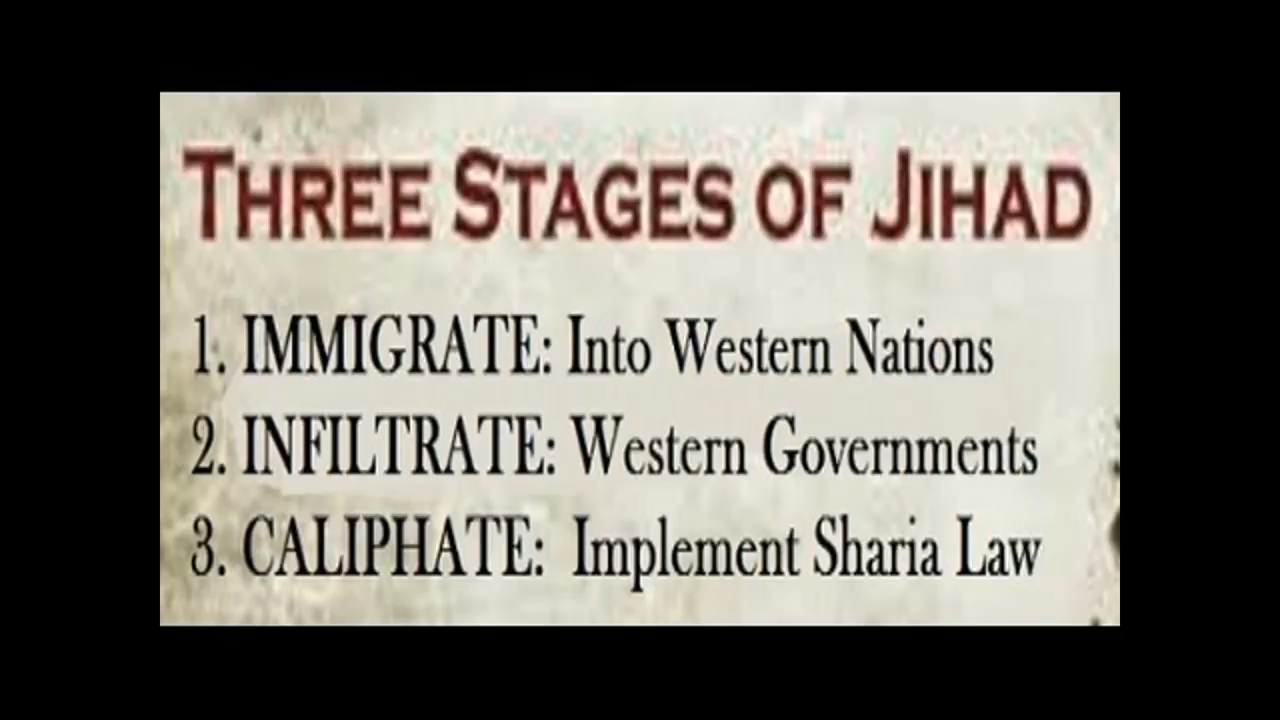 THREE STAGES OF JIHAD
1. IMMIGRATE: Into Western Nations
2. INFILTRATE: Western Governments
3. CALIPHATE: Implement Sharia Law